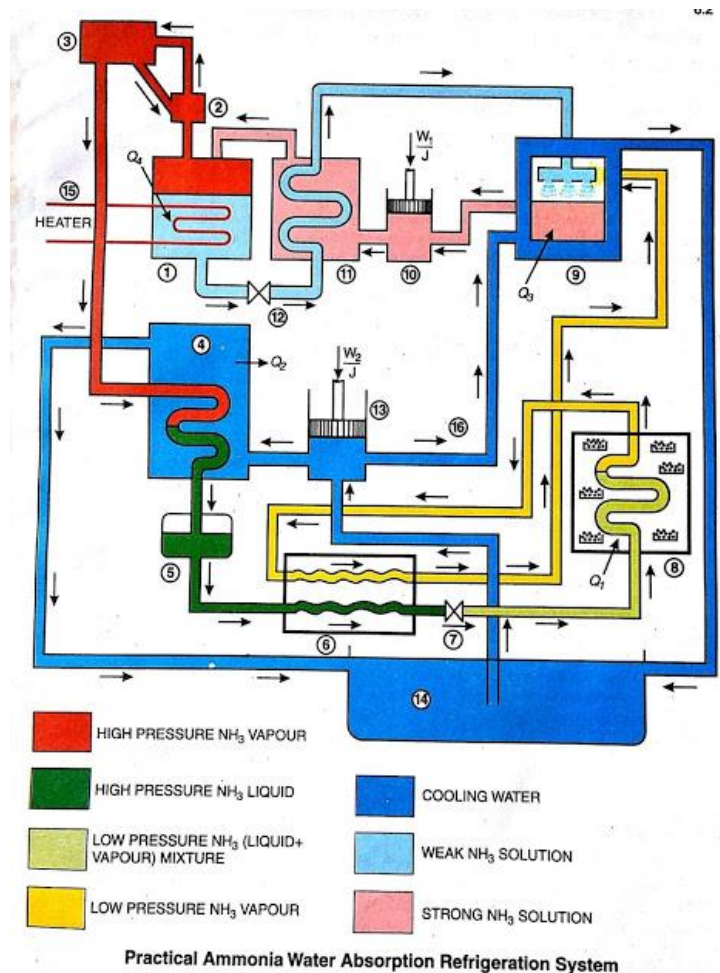 6.2
③
②
Q4
⑮
HEATER
①
⑫
⑪
W1
J
⑩
⑨
Q3
④
Q2
W2
J
⑬
⑯
⑤
⑥
⑦
Q1
⑧
⑭
HIGH PRESSURE NH3 VAPOUR
HIGH PRESSURE NH3 LIQUID
LOW PRESSURE NH3 (LIQUID+
VAPOUR) MIXTURE
LOW PRESSURE NH3 VAPOUR
COOLING WATER
WEAK NH3 SOLUTION
STRONG NH3 SOLUTION
Practical Ammonia Water Absorption Refrigeration System